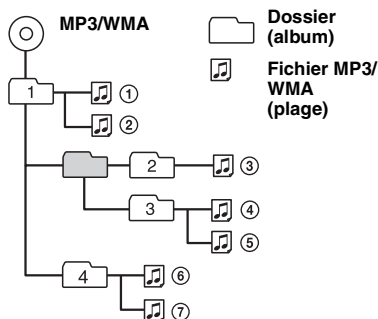 MP3/WMA
Dossier
(album)
Fichier MP3/
WMA
(plage)
1
①
②
2
③
3
④
⑤
4
⑥
⑦